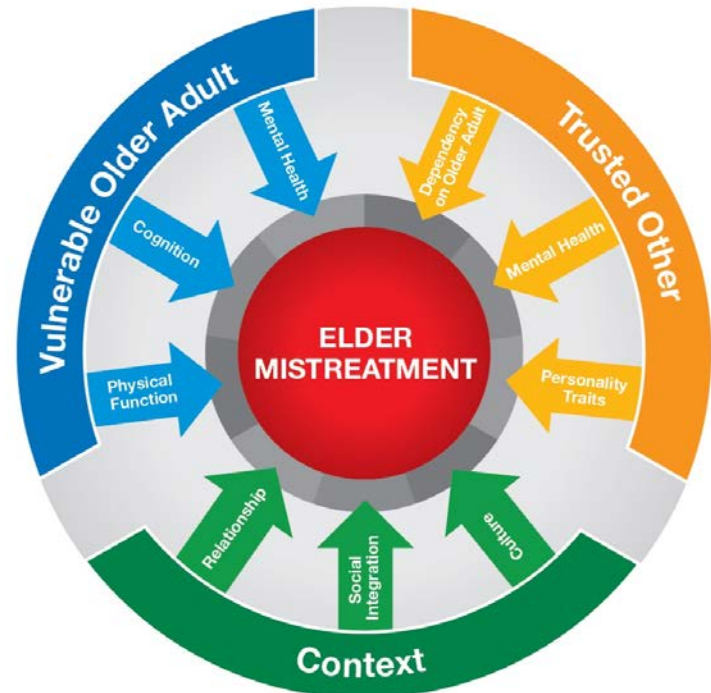 Vulnerable Older Adult
Mental Health
Cognition
Physical
Function
Trusted Other
Dependency
on Older Adult
Mental Health
Personality
Traits
ELDER
MISTREATMENT
Relationship
Social
Integration
Culture
Context